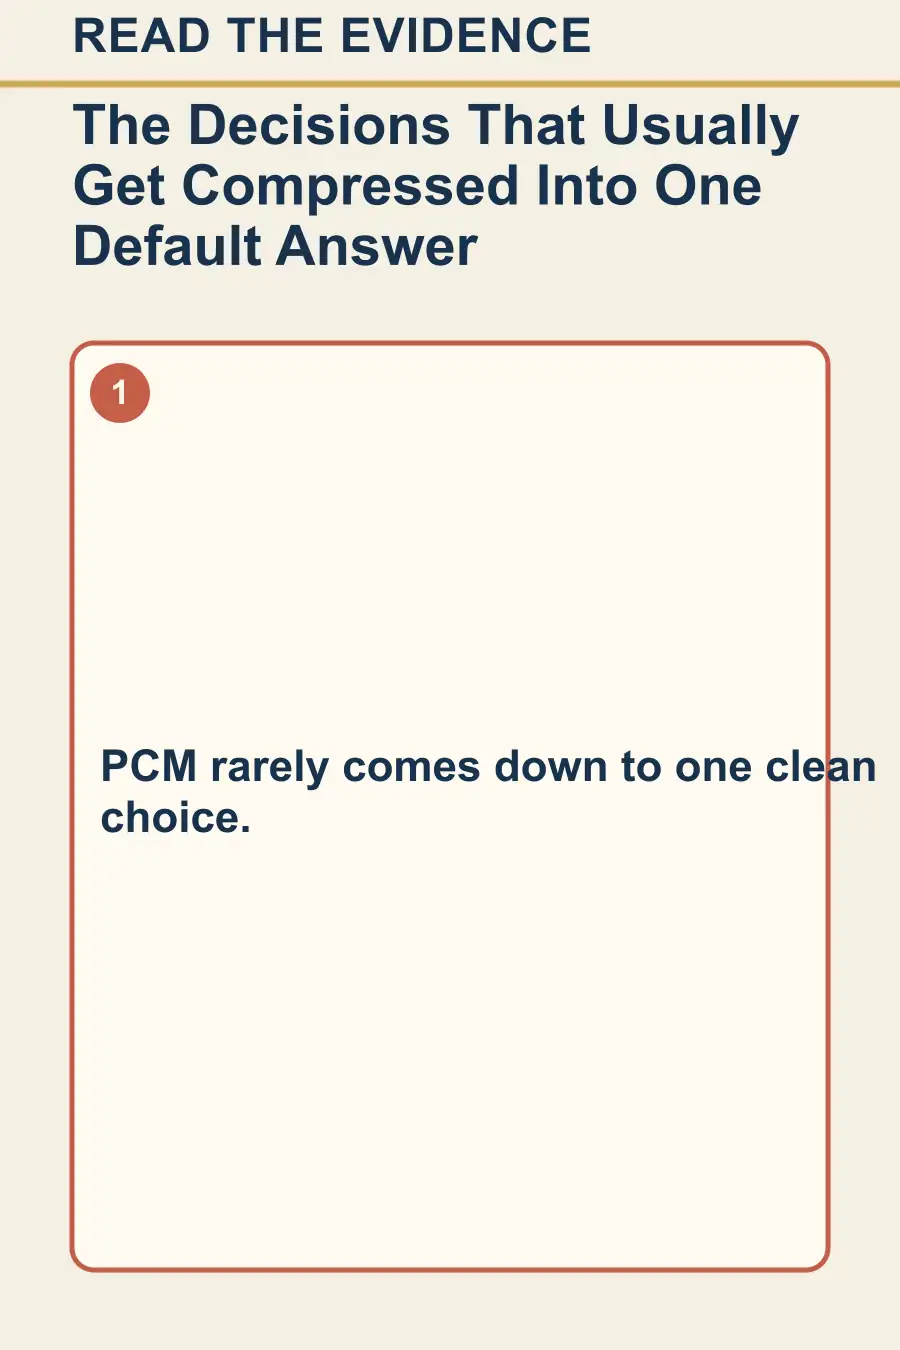 READ THE EVIDENCE
The Decisions That Usually
Get Compressed Into One
Default Answer
1
PCM rarely comes down to one clean
choice.